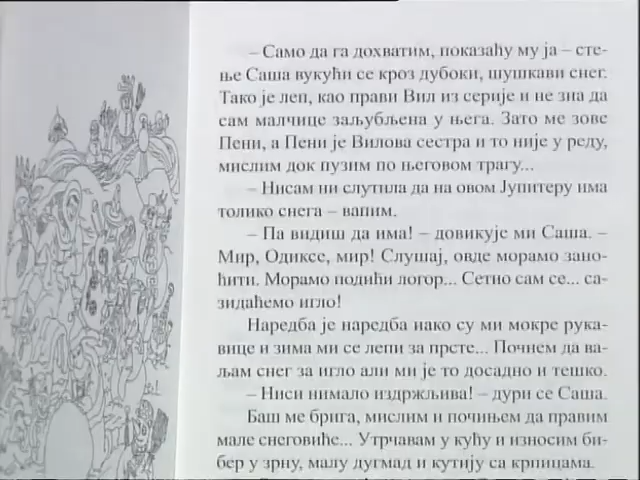 – Само да га дохватим, показаћу му ја – сте-
ње Саша вукући се кроз дубоки, шушкави снег.
Тако је леп, као прави Вил из серије и не зна да
сам малчице заљубљена у њега. Зато ме зове
Пени, а Пени је Вилова сестра и то није у реду,
мислим док пузим по његовом трагу...
– Нисам ни слутила да на овом Јупитеру има
толико снега – вапим.
– Па видиш да има! – довикује ми Саша. –
Мир, Одиксе, мир! Слушај, овде морамо зано-
ћити. Морамо подићи логор... Сетио сам се... са-
зидаћемо игло!
Наредба је наредба иако су ми мокре рука-
вице и зима ми се лепи за прсте... Почнем да ва-
љам снег за игло али ми је то досадно и тешко.
– Ниси нимало издржљива! – дури се Саша.
Баш ме брига, мислим и почињем да правим
мале снеговиће... Утрчавам у кућу и износим би-
бер у зрну, малу дугмад и кутију са крпицама.